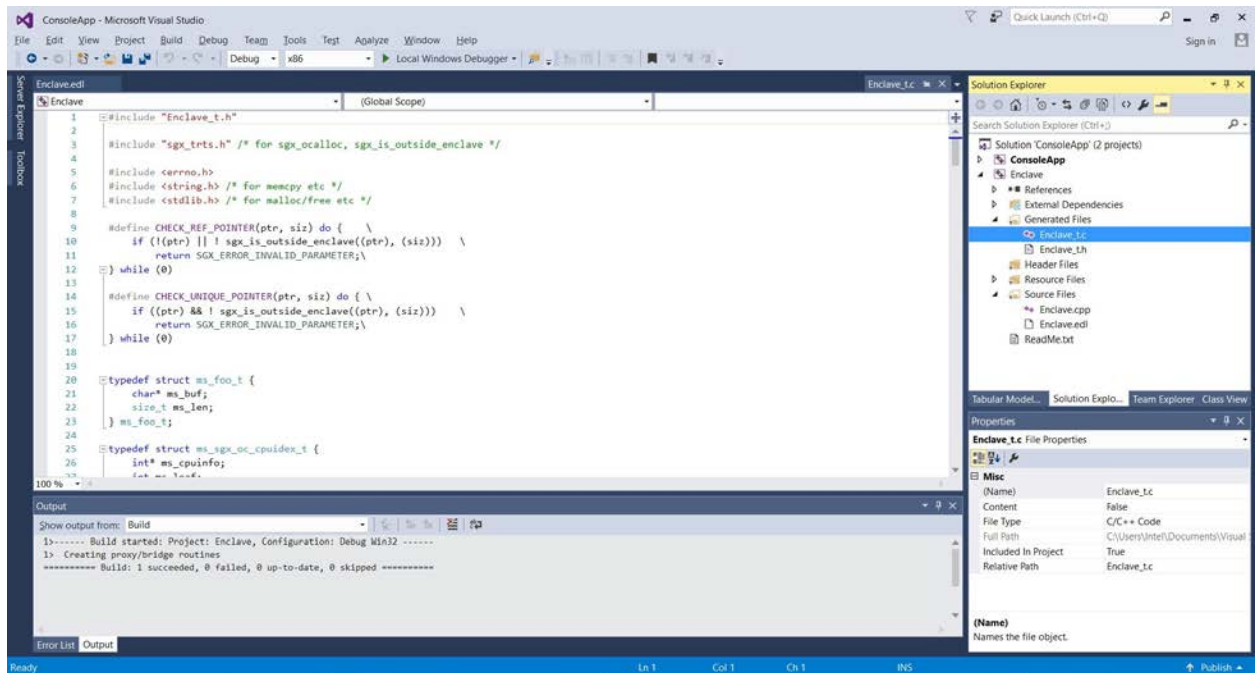 ConsoleApp - Microsoft Visual Studio
Quick Launch (Ctrl+Q)
File Edit View Project Build Debug Team Tools Test Analyze Window Help
Sign in
Debug x86 Local Windows Debugger
Server Explorer
Toolbox
Enclave.edl
Enclave_t.c
Enclave (Global Scope)
1 #include "Enclave_t.h"
2
3 #include "sgx_trts.h" /* for sgx_ocalloc, sgx_is_outside_enclave */
4
5 #include <errno.h>
6 #include <string.h> /* for memcpy etc */
7 #include <stdlib.h> /* for malloc/free etc */
8
9 #define CHECK_REF_POINTER(ptr, siz) do { \
10 if (!(ptr) || ! sgx_is_outside_enclave((ptr), (siz))) \
11 return SGX_ERROR_INVALID_PARAMETER;\
12 } while (0)
13
14 #define CHECK_UNIQUE_POINTER(ptr, siz) do { \
15 if ((ptr) && ! sgx_is_outside_enclave((ptr), (siz))) \
16 return SGX_ERROR_INVALID_PARAMETER;\
17 } while (0)
18
19
20 typedef struct ms_foo_t {
21 char* ms_buf;
22 size_t ms_len;
23 } ms_foo_t;
24
25 typedef struct ms_sgx_oc_cpuidex_t {
26 int* ms_cpuinfo;
100 %
Output
Show output from: Build
1>------ Build started: Project: Enclave, Configuration: Debug Win32 ------
1> Creating proxy/bridge routines
========== Build: 1 succeeded, 0 failed, 0 up-to-date, 0 skipped ==========
Error List Output
Solution Explorer
Search Solution Explorer (Ctrl+;)
Solution 'ConsoleApp' (2 projects)
ConsoleApp
Enclave
References
External Dependencies
Generated Files
Enclave_t.c
Enclave_t.h
Header Files
Resource Files
Source Files
Enclave.cpp
Enclave.edl
ReadMe.txt
Tabular Model... Solution Explo... Team Explorer Class View
Properties
Enclave_t.c File Properties
Misc
(Name) Enclave_t.c
Content False
File Type C/C++ Code
Full Path C:\Users\Intel\Documents\Visual
Included In Project True
Relative Path Enclave_t.c
(Name)
Names the file object.
Ready Ln 1 Col 1 Ch 1 INS Publish